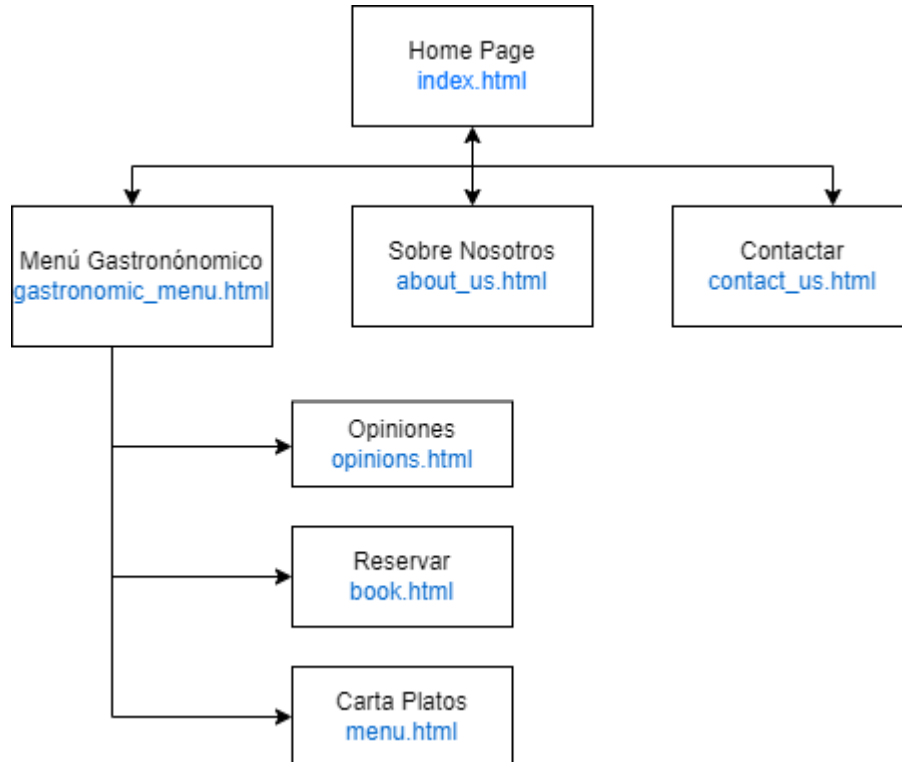 Home Page
index.html
Menú Gastronónomico
gastronomic_menu.html
Sobre Nosotros
about_us.html
Contactar
contact_us.html
Opiniones
opinions.html
Reservar
book.html
Carta Platos
menu.html